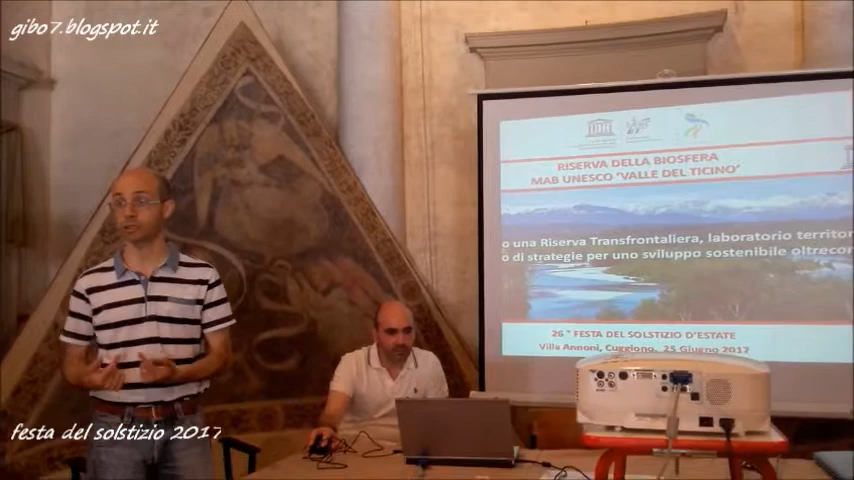 gibo7.blogspot.it
RISERVA DELLA BIOSFERA
MAB UNESCO 'VALLE DEL TICINO'
o una Riserva Transfrontaliera, laboratorio territor
o di strategie per uno sviluppo sostenibile, oltrecon
26 ° FESTA DEL SOLSTIZIO D'ESTATE
Villa Annoni, Cuggiono, 25 Giugno 2017
Festa del Solstizio 2017